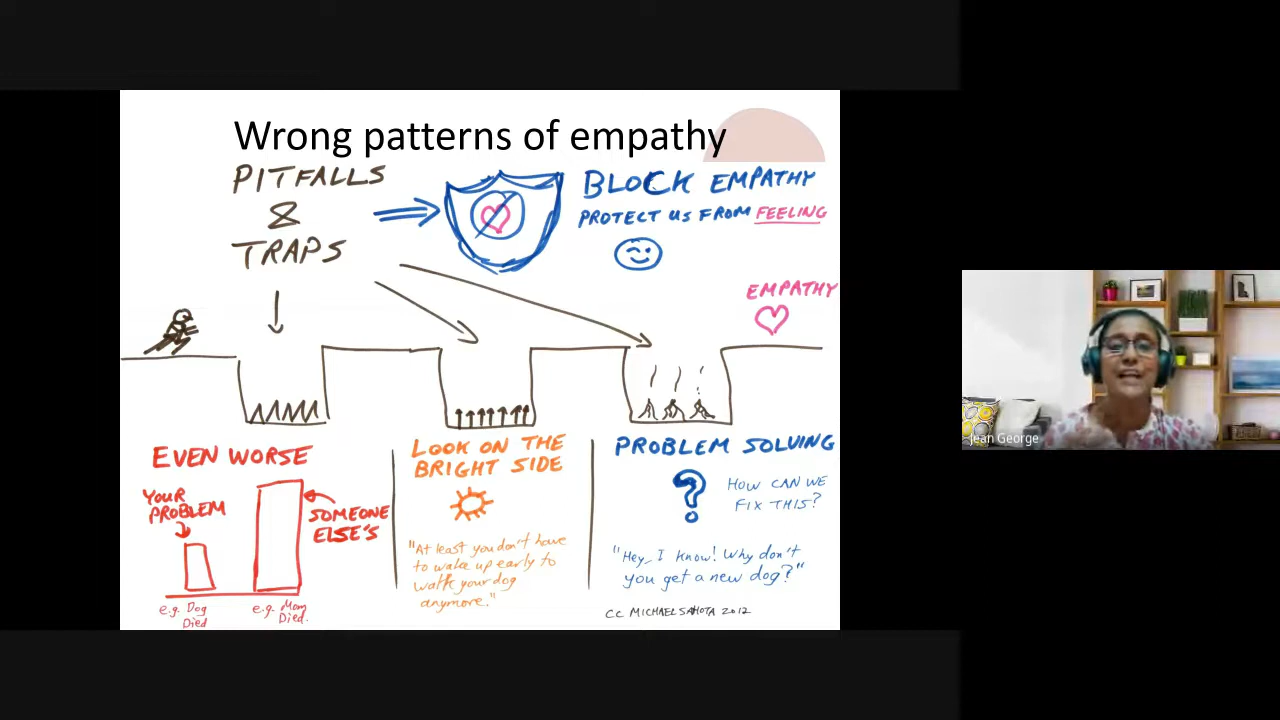 Wrong patterns of empathy
PITFALLS
&
TRAPS
BLOCK EMPATHY
PROTECT US FROM FEELING
EMPATHY
EVEN WORSE
YOUR
PROBLEM
SOMEONE
ELSE'S
e.g. Dog
Died
e.g. Mom
Died.
LOOK ON THE
BRIGHT SIDE
"At least you don't have
to wake up early to
walk your dog
anymore."
PROBLEM SOLVING
?
HOW CAN WE
FIX THIS?
"Hey, I know! Why don't
you get a new dog?"
CC MICHAEL SAHOTA 2012
Jean George